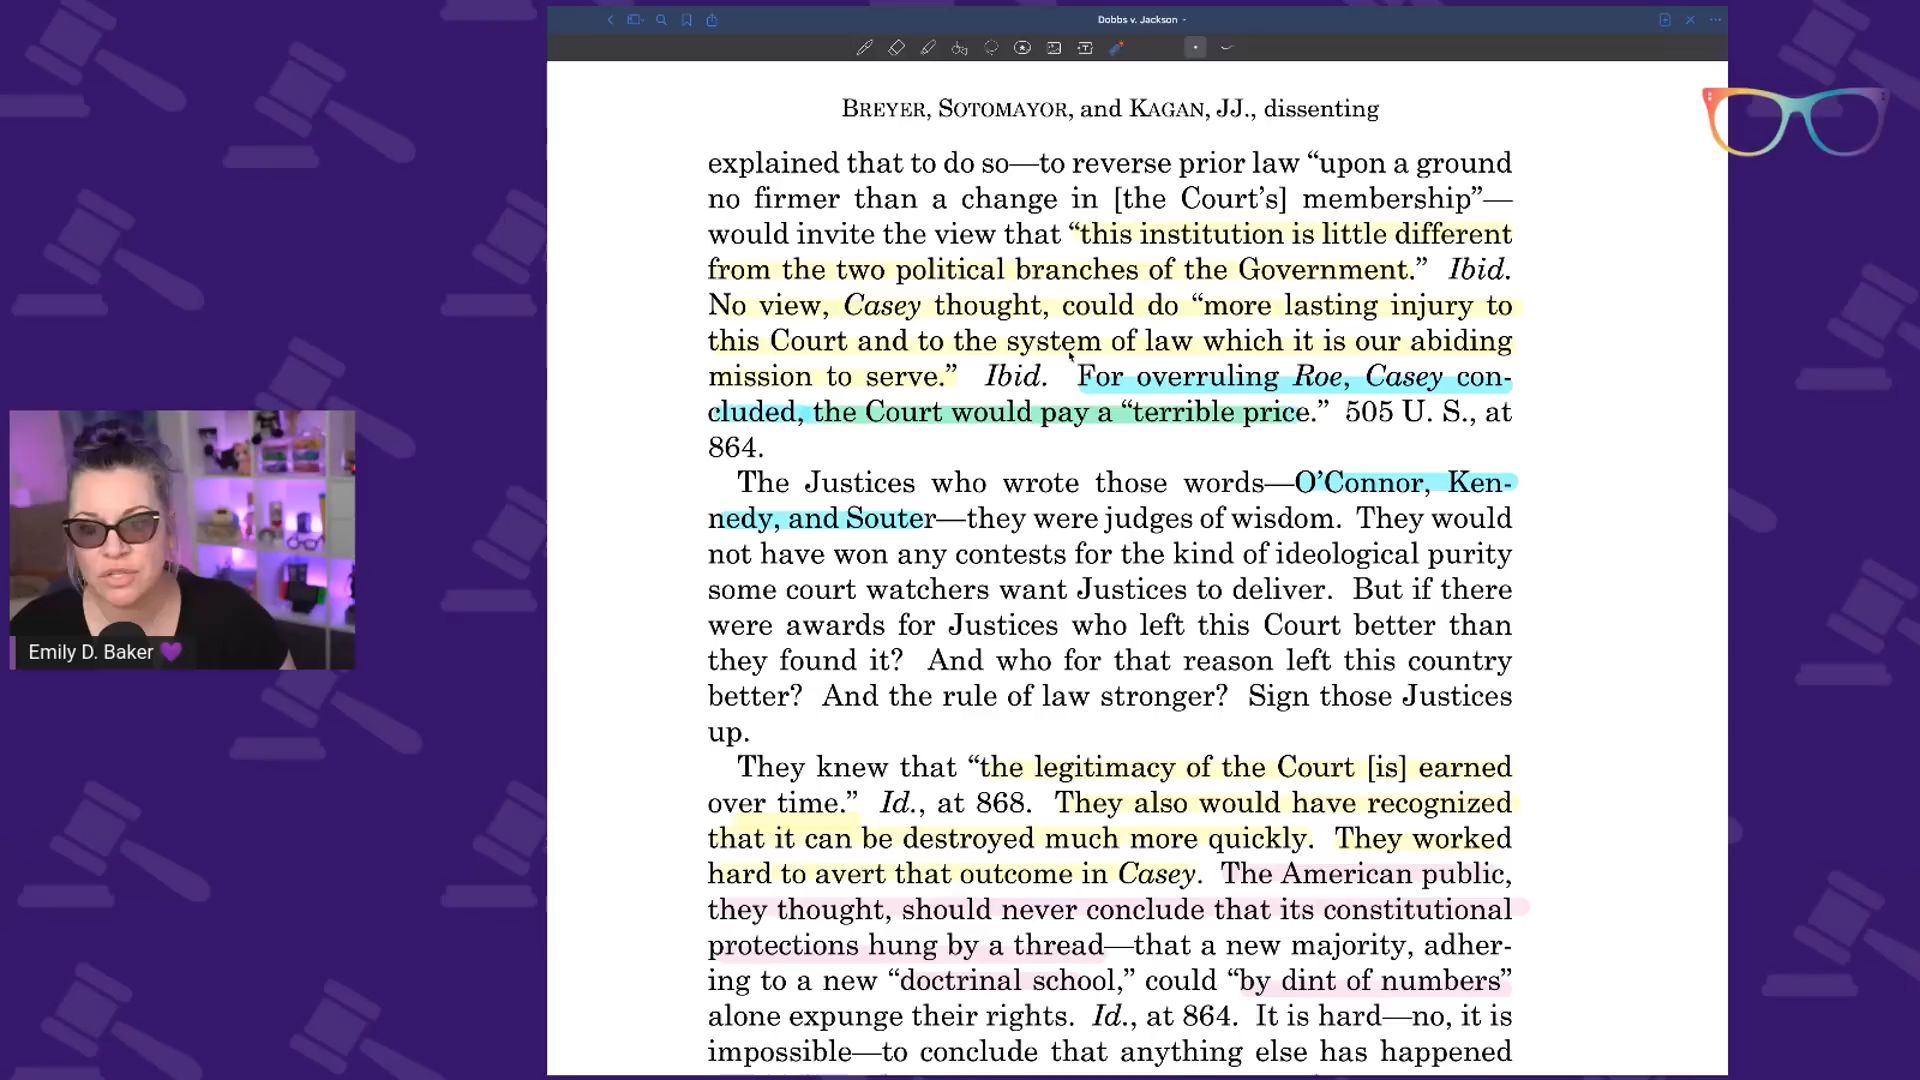 Dobbs v. Jackson
BREYER, SOTOMAYOR, and KAGAN, JJ., dissenting
explained that to do so—to reverse prior law “upon a ground
no firmer than a change in [the Court’s] membership”—
would invite the view that “this institution is little different
from the two political branches of the Government.” Ibid.
No view, Casey thought, could do “more lasting injury to
this Court and to the system of law which it is our abiding
mission to serve.” Ibid. For overruling Roe, Casey con-
cluded, the Court would pay a “terrible price.” 505 U. S., at
864.
The Justices who wrote those words—O’Connor, Ken-
nedy, and Souter—they were judges of wisdom. They would
not have won any contests for the kind of ideological purity
some court watchers want Justices to deliver. But if there
were awards for Justices who left this Court better than
they found it? And who for that reason left this country
better? And the rule of law stronger? Sign those Justices
up.
They knew that “the legitimacy of the Court [is] earned
over time.” Id., at 868. They also would have recognized
that it can be destroyed much more quickly. They worked
hard to avert that outcome in Casey. The American public,
they thought, should never conclude that its constitutional
protections hung by a thread—that a new majority, adher-
ing to a new “doctrinal school,” could “by dint of numbers”
alone expunge their rights. Id., at 864. It is hard—no, it is
impossible—to conclude that anything else has happened
Emily D. Baker 💜